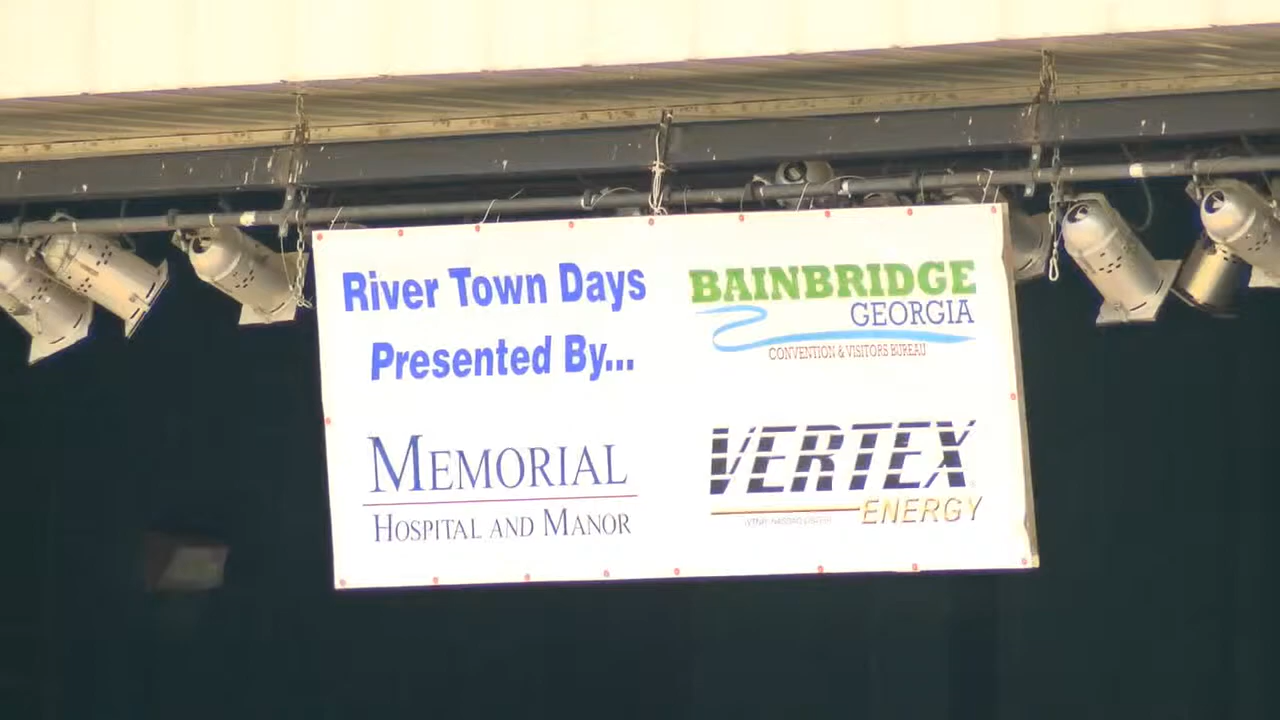 River Town Days
Presented By...
BAINBRIDGE
GEORGIA
CONVENTION & VISITORS BUREAU
MEMORIAL
HOSPITAL AND MANOR
VERTEX
ENERGY